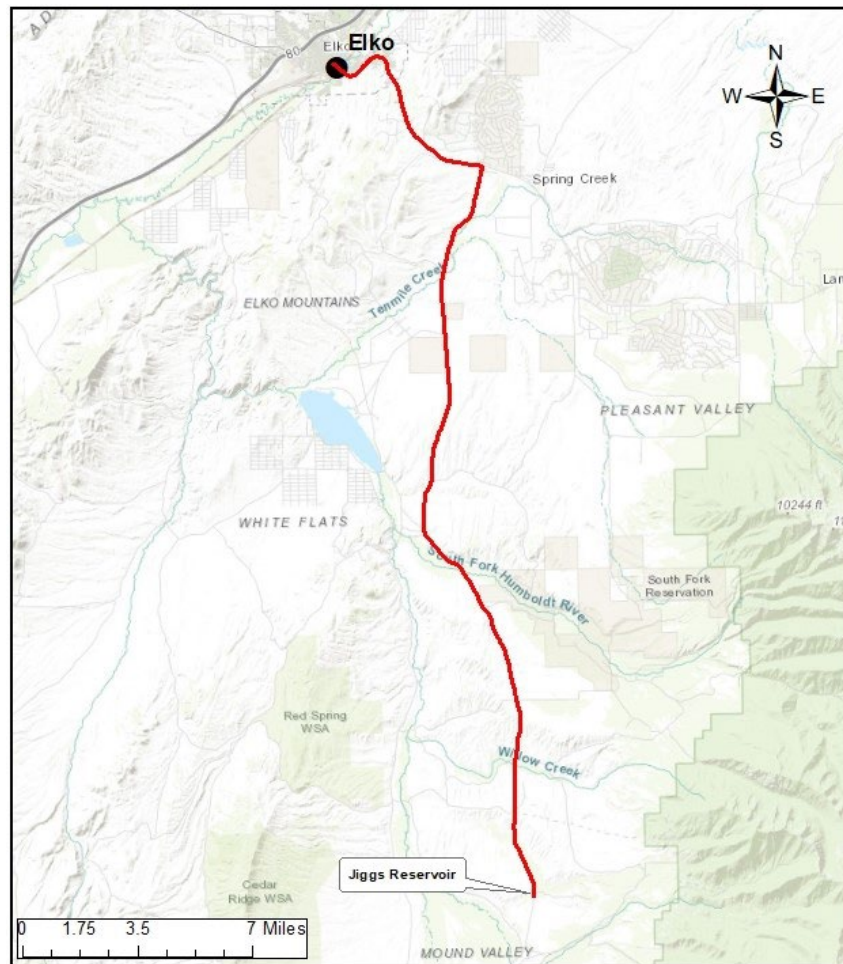 A D
80
Elko
Elko
N
W E
S
Spring Creek
Tenmile Creek
ELKO MOUNTAINS
Lan
PLEASANT VALLEY
10244 ft
WHITE FLATS
South Fork Humboldt River
South Fork
Reservation
Red Spring
WSA
Willow Creek
Jiggs Reservoir
Cedar
Ridge WSA
0 1.75 3.5 7 Miles
MOUND VALLEY